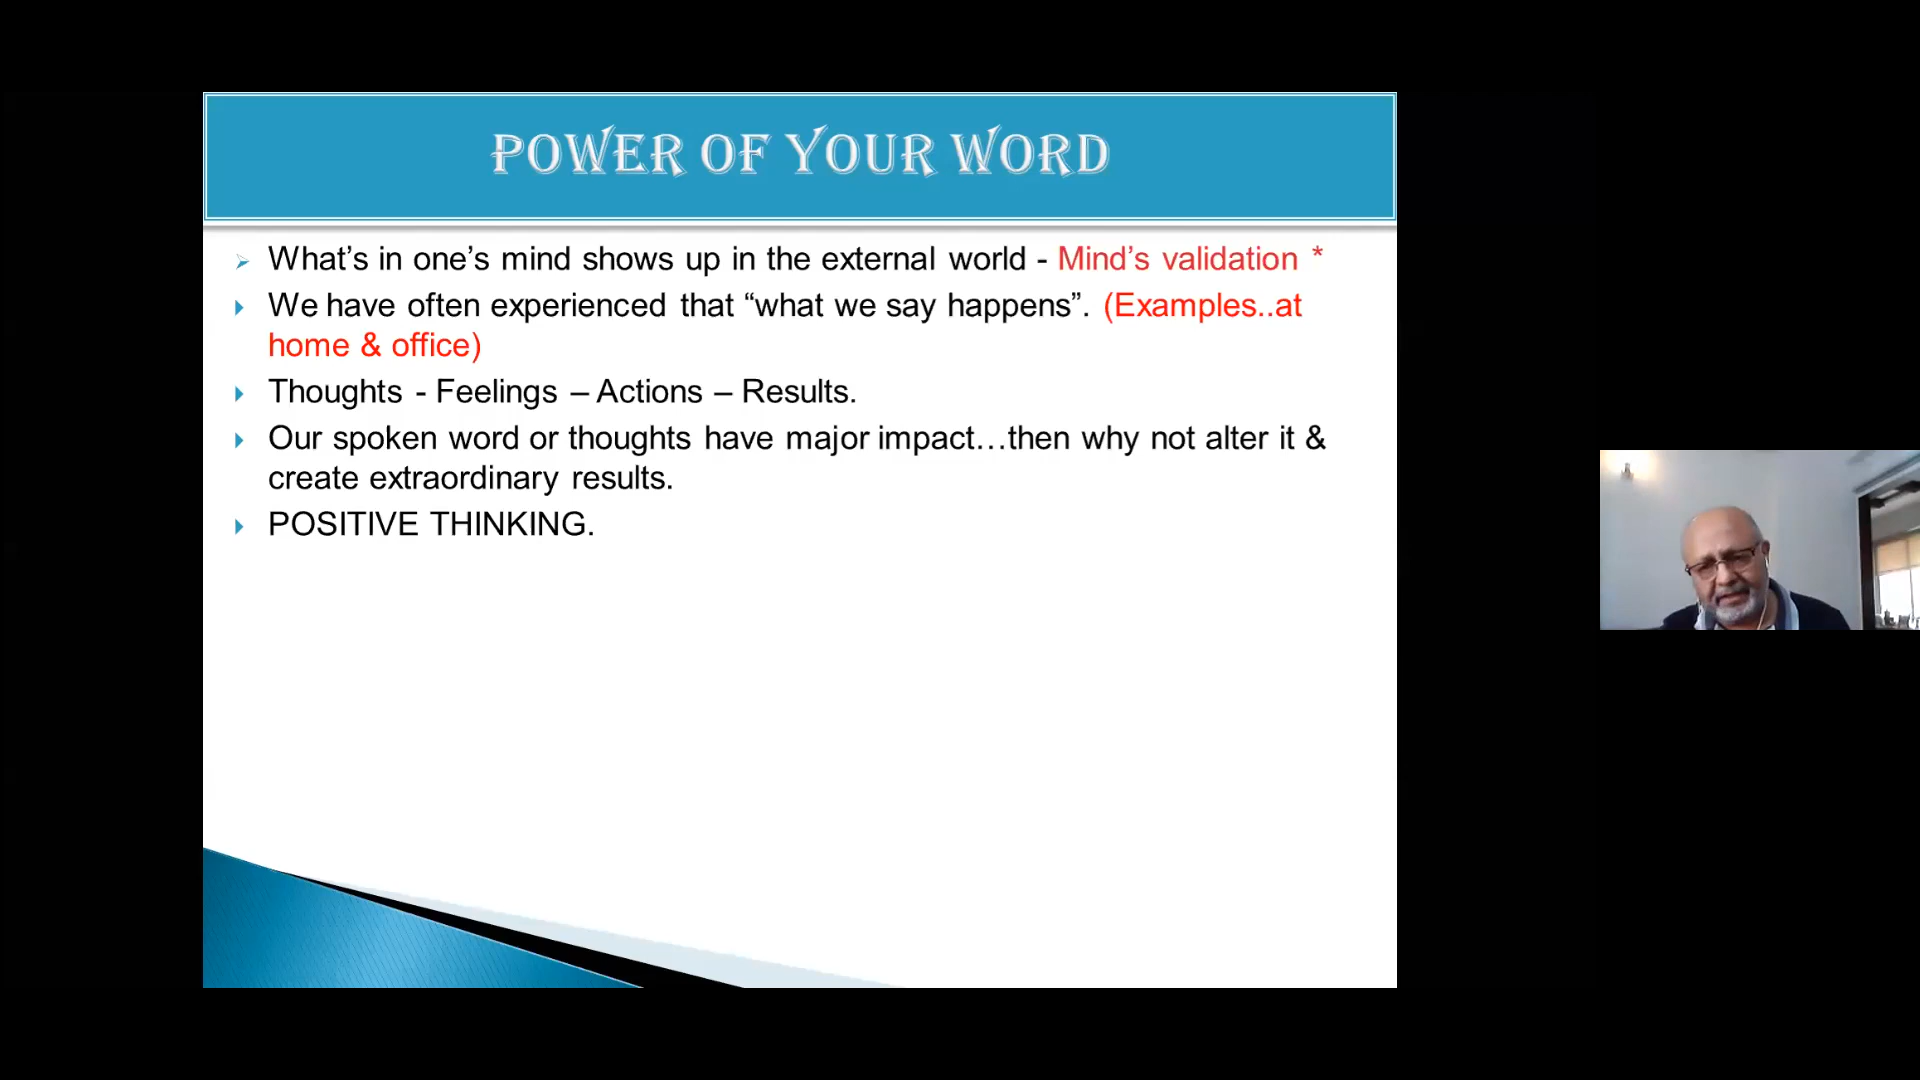 POWER OF YOUR WORD
What’s in one’s mind shows up in the external world - Mind’s validation *
We have often experienced that “what we say happens”. (Examples..at
home & office)
Thoughts - Feelings – Actions – Results.
Our spoken word or thoughts have major impact…then why not alter it &
create extraordinary results.
POSITIVE THINKING.